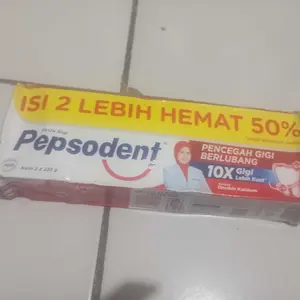 ISI 2 LEBIH HEMAT 50%
Pepsodent
PENCEGAH GIGI
BERLUBANG
10X Gigi
Lebih Kuat